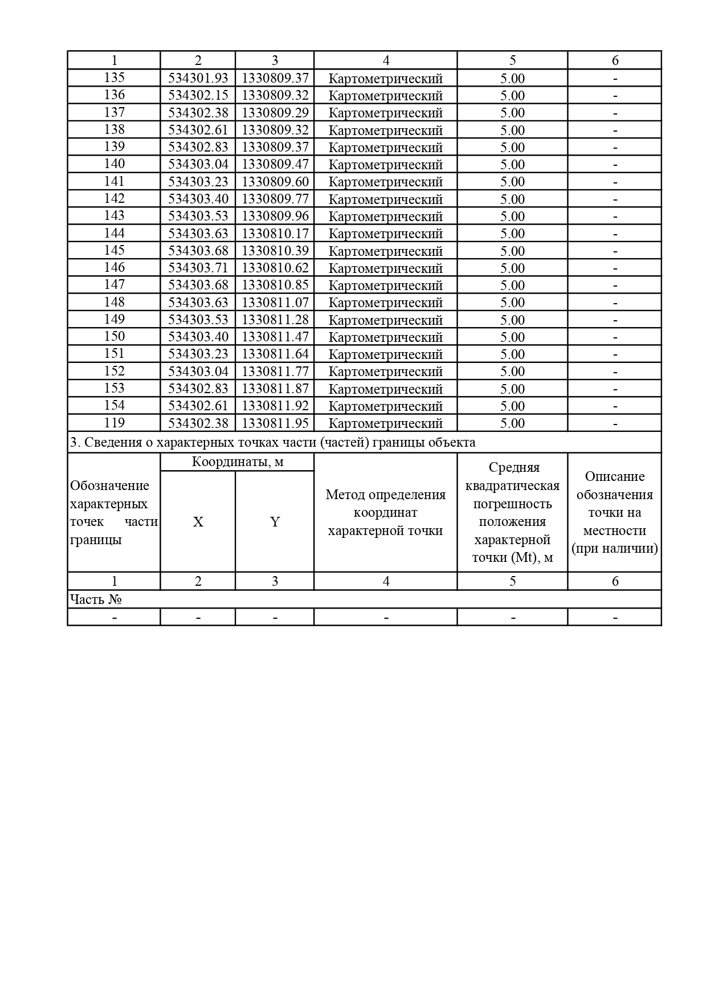 1 2 3 4 5 6
135 534301.93 1330809.37 Картометрический 5.00 -
136 534302.15 1330809.32 Картометрический 5.00 -
137 534302.38 1330809.29 Картометрический 5.00 -
138 534302.61 1330809.32 Картометрический 5.00 -
139 534302.83 1330809.37 Картометрический 5.00 -
140 534303.04 1330809.47 Картометрический 5.00 -
141 534303.23 1330809.60 Картометрический 5.00 -
142 534303.40 1330809.77 Картометрический 5.00 -
143 534303.53 1330809.96 Картометрический 5.00 -
144 534303.63 1330810.17 Картометрический 5.00 -
145 534303.68 1330810.39 Картометрический 5.00 -
146 534303.71 1330810.62 Картометрический 5.00 -
147 534303.68 1330810.85 Картометрический 5.00 -
148 534303.63 1330811.07 Картометрический 5.00 -
149 534303.53 1330811.28 Картометрический 5.00 -
150 534303.40 1330811.47 Картометрический 5.00 -
151 534303.23 1330811.64 Картометрический 5.00 -
152 534303.04 1330811.77 Картометрический 5.00 -
153 534302.83 1330811.87 Картометрический 5.00 -
154 534302.61 1330811.92 Картометрический 5.00 -
119 534302.38 1330811.95 Картометрический 5.00 -
3. Сведения о характерных точках части (частей) границы объекта
Обозначение
характерных
точек части
границы
Координаты, м
X
Y
Метод определения
координат
характерной точки
Средняя
квадратическая
погрешность
положения
характерной
точки (Mt), м
Описание
обозначения
точки на
местности
(при наличии)
1 2 3 4 5 6
Часть №
- - - - - -